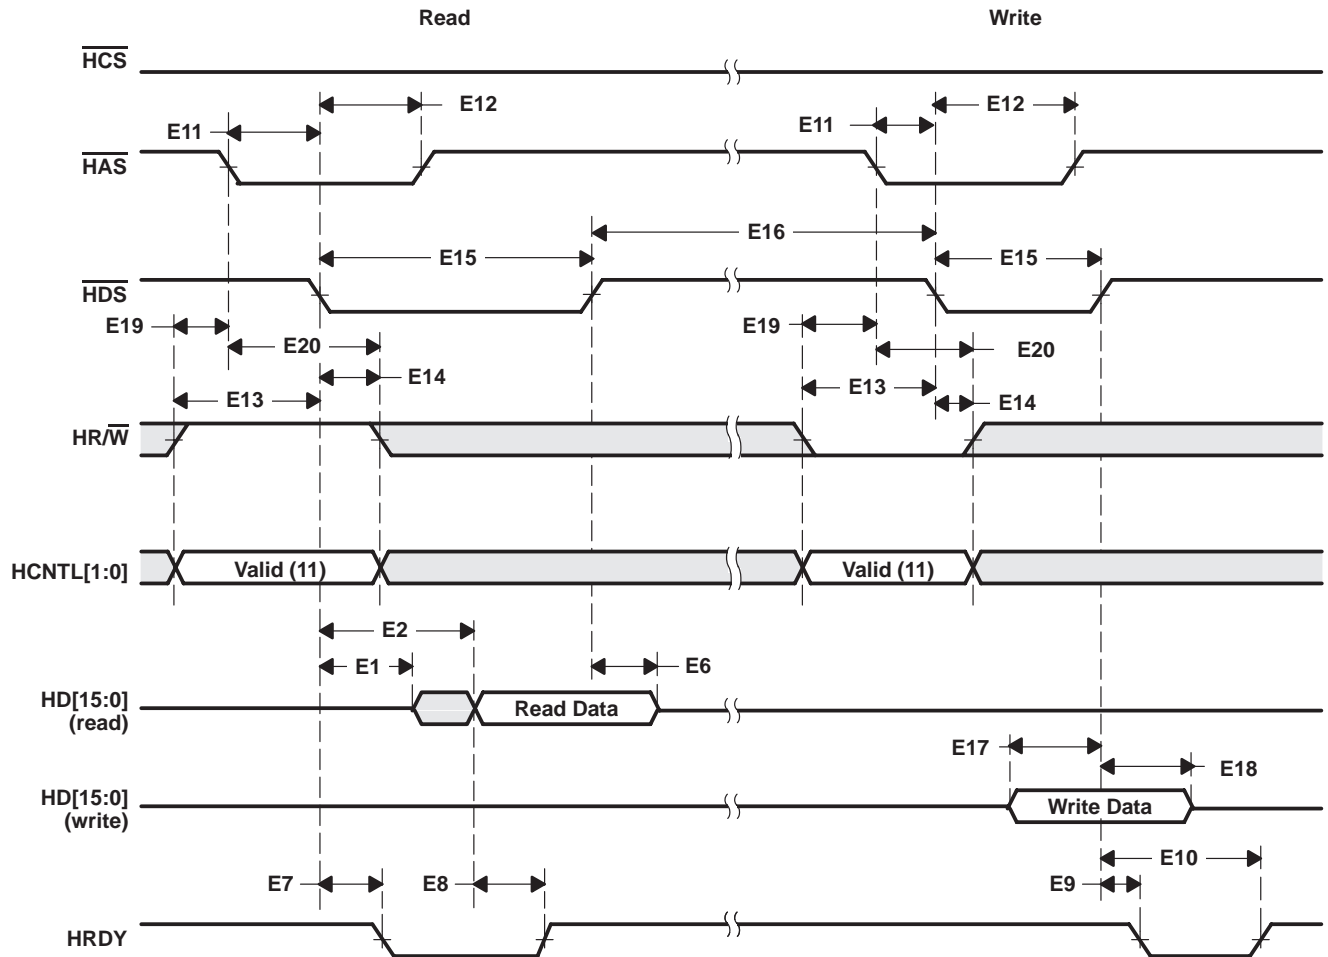 Read Write
HCS
E12 E12
E11 E11
HAS
E16
E15 E15
HDS
E19 E19
E20 E20
E14 E13
E13 E14
HR/W
HCNTL[1:0] Valid (11) Valid (11)
E2
E1 E6
HD[15:0]
(read)
Read Data
E17
E18
HD[15:0]
(write)
Write Data
E10
E7 E8 E9
HRDY